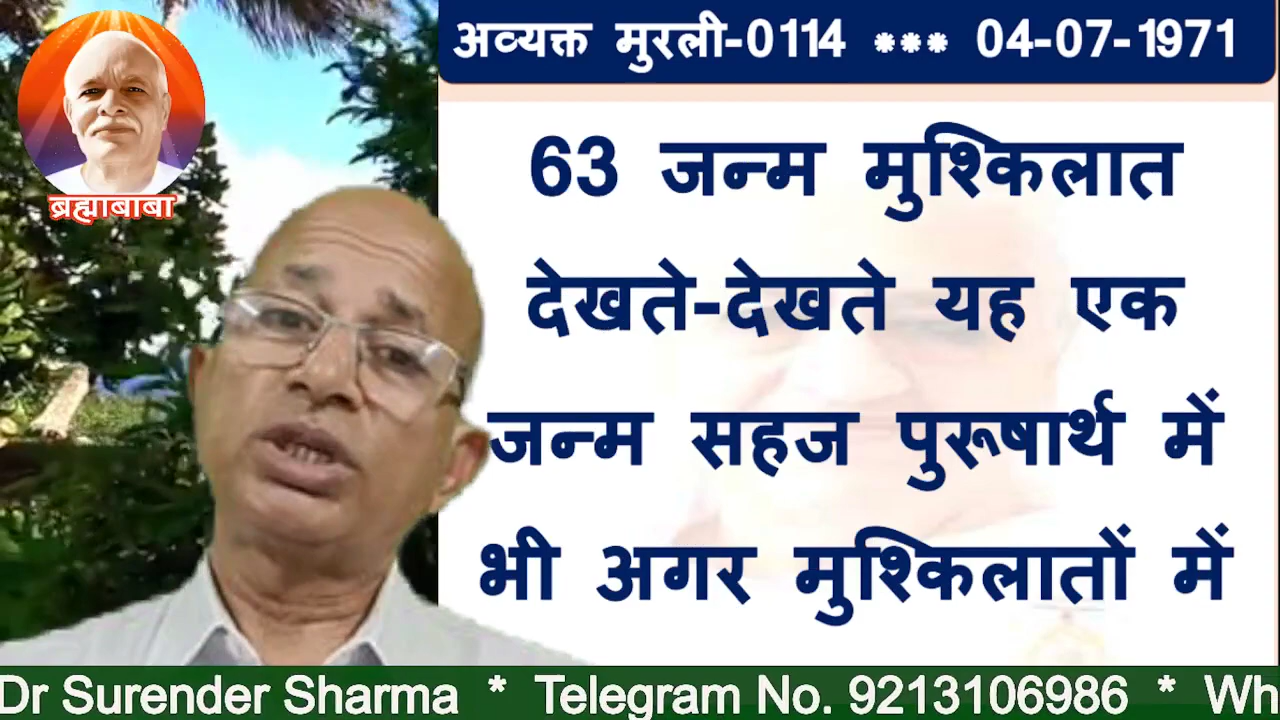 अव्यक्त मुरली-0114 *** 04-07-1971
ब्रह्माबाबा
63 जन्म मुश्किलात
देखते-देखते यह एक
जन्म सहज पुरूषार्थ में
भी अगर मुश्किलातों में
Dr Surender Sharma * Telegram No. 9213106986 * Wh